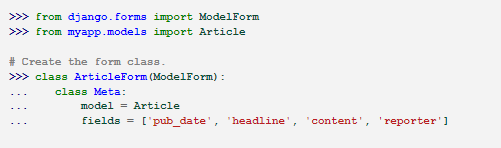 >>> from django.forms import ModelForm
>>> from myapp.models import Article

# Create the form class.
>>> class ArticleForm(ModelForm):
...     class Meta:
...         model = Article
...         fields = ['pub_date', 'headline', 'content', 'reporter']